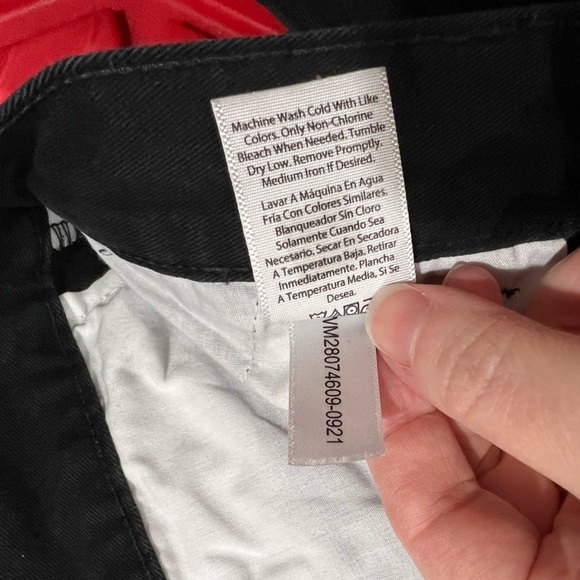 Machine Wash Cold With Like
Colors. Only Non-Chlorine
Bleach When Needed. Tumble
Dry Low. Remove Promptly.
Medium Iron If Desired.
Lavar A Máquina En Agua
Fría Con Colores Similares.
Blanqueador Sin Cloro
Solamente Cuando Sea
Necesario. Secar En Secadora
A Temperatura Baja. Retirar
Inmediatamente. Plancha
A Temperatura Media, Si Se
Desea.
VM28074609-0921